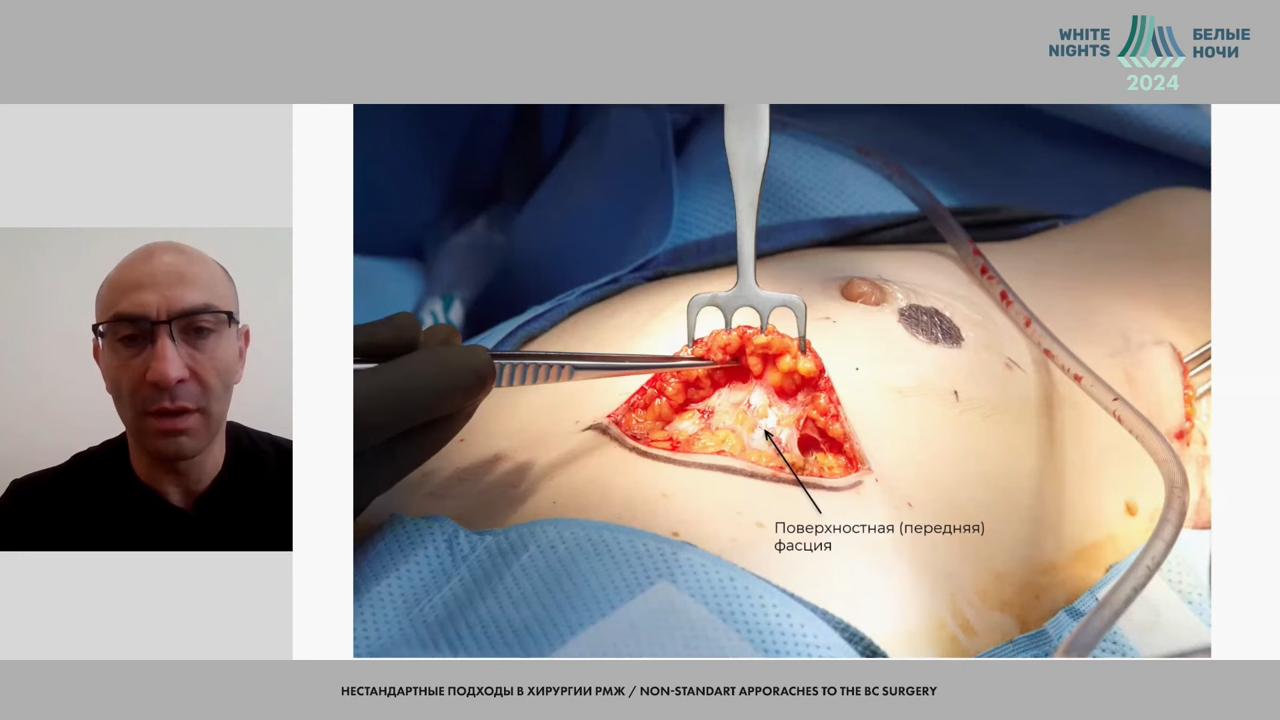 WHITE
NIGHTS
БЕЛЫЕ
НОЧИ
2024
Поверхностная (передняя)
фасция
НЕСТАНДАРТНЫЕ ПОДХОДЫ В ХИРУРГИИ РМЖ / NON-STANDART APPORACHES TO THE BC SURGERY